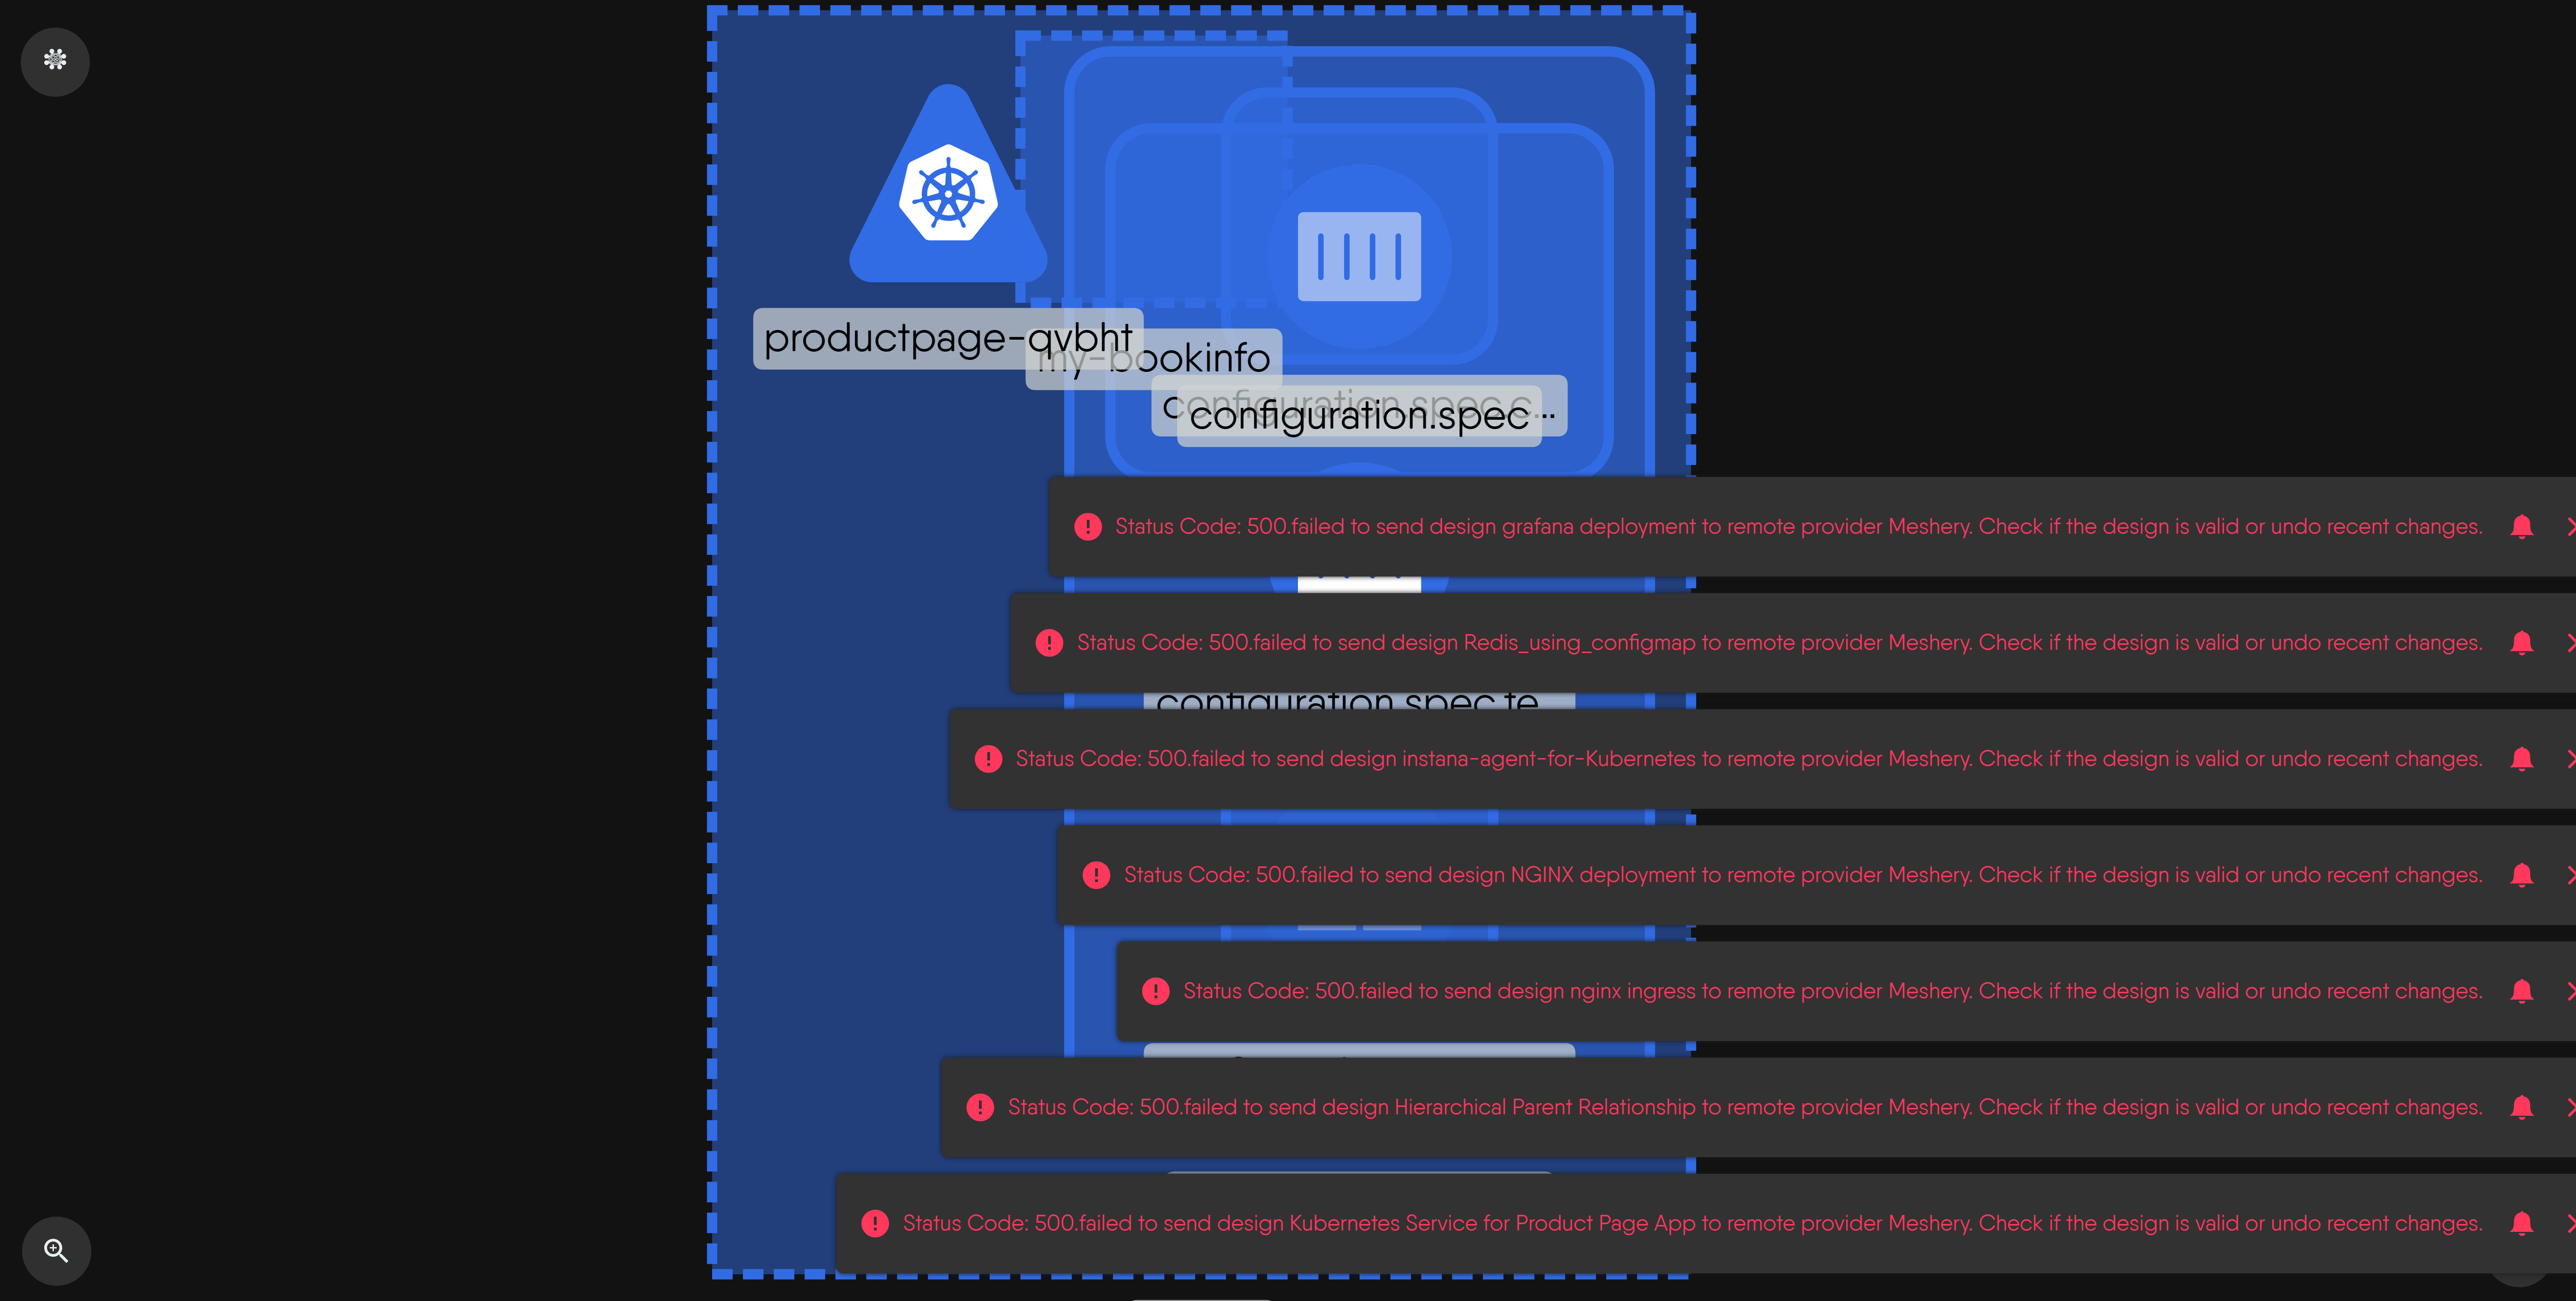 productpage-qvbht
my-bookinfo
configuration.spec.c...
configuration.spec
Status Code: 500.failed to send design grafana deployment to remote provider Meshery. Check if the design is valid or undo recent changes.
Status Code: 500.failed to send design Redis_using_configmap to remote provider Meshery. Check if the design is valid or undo recent changes.
configuration.spec.te
Status Code: 500.failed to send design instana-agent-for-Kubernetes to remote provider Meshery. Check if the design is valid or undo recent changes.
Status Code: 500.failed to send design NGINX deployment to remote provider Meshery. Check if the design is valid or undo recent changes.
Status Code: 500.failed to send design nginx ingress to remote provider Meshery. Check if the design is valid or undo recent changes.
Status Code: 500.failed to send design Hierarchical Parent Relationship to remote provider Meshery. Check if the design is valid or undo recent changes.
Status Code: 500.failed to send design Kubernetes Service for Product Page App to remote provider Meshery. Check if the design is valid or undo recent changes.